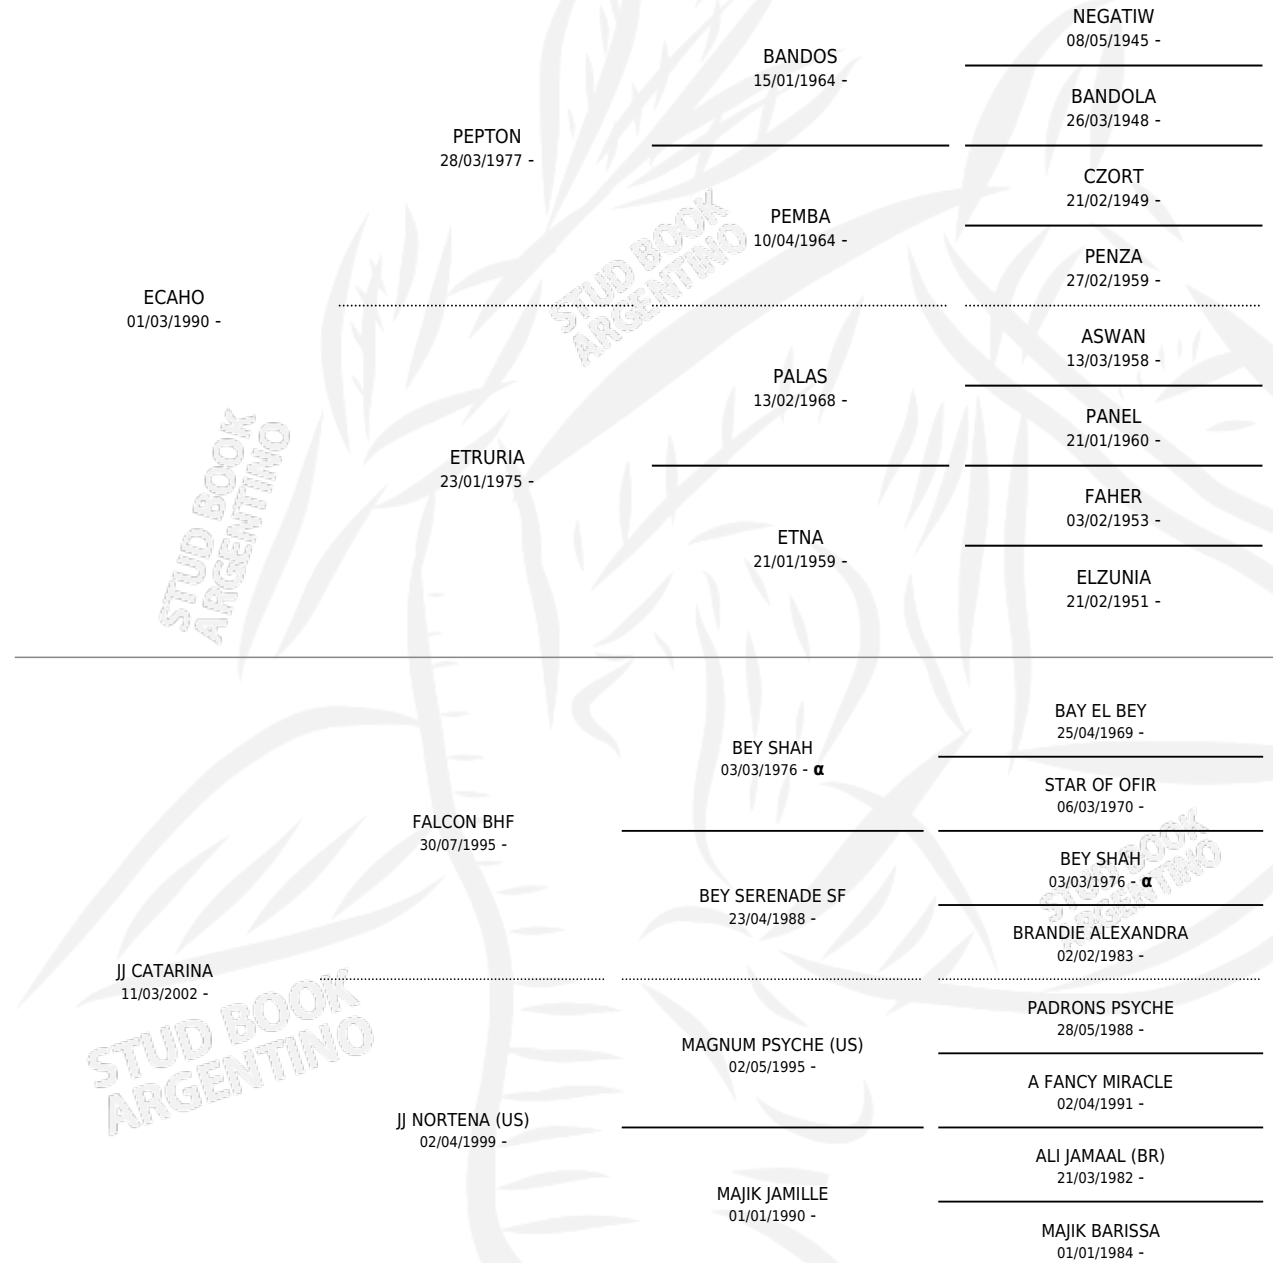 NEGATIW
08/05/1945 -
BANDOS
15/01/1964 -
BANDOLA
26/03/1948 -
PEPTON
28/03/1977 -
CZORT
21/02/1949 -
PEMBA
10/04/1964 -
PENZA
27/02/1959 -
STUD BOOK
ARGENTINO
ECAHO
01/03/1990 -
ASWAN
13/03/1958 -
PALAS
13/02/1968 -
PANEL
21/01/1960 -
ETRURIA
23/01/1975 -
FAHER
03/02/1953 -
ETNA
21/01/1959 -
ELZUNIA
21/02/1951 -
STUD BOOK
ARGENTINO
BAY EL BEY
25/04/1969 -
BEY SHAH
03/03/1976 - α
STAR OF OFIR
06/03/1970 -
FALCON BHF
30/07/1995 -
BEY SHAH
03/03/1976 - α
STUD BOOK
ARGENTINO
BEY SERENADE SF
23/04/1988 -
BRANDIE ALEXANDRA
02/02/1983 -
JJ CATARINA
11/03/2002 -
STUD BOOK
ARGENTINO
PADRONS PSYCHE
28/05/1988 -
MAGNUM PSYCHE (US)
02/05/1995 -
A FANCY MIRACLE
02/04/1991 -
JJ NORTENA (US)
02/04/1999 -
ALI JAMAAL (BR)
21/03/1982 -
MAJIK JAMILLE
01/01/1990 -
MAJIK BARISSA
01/01/1984 -